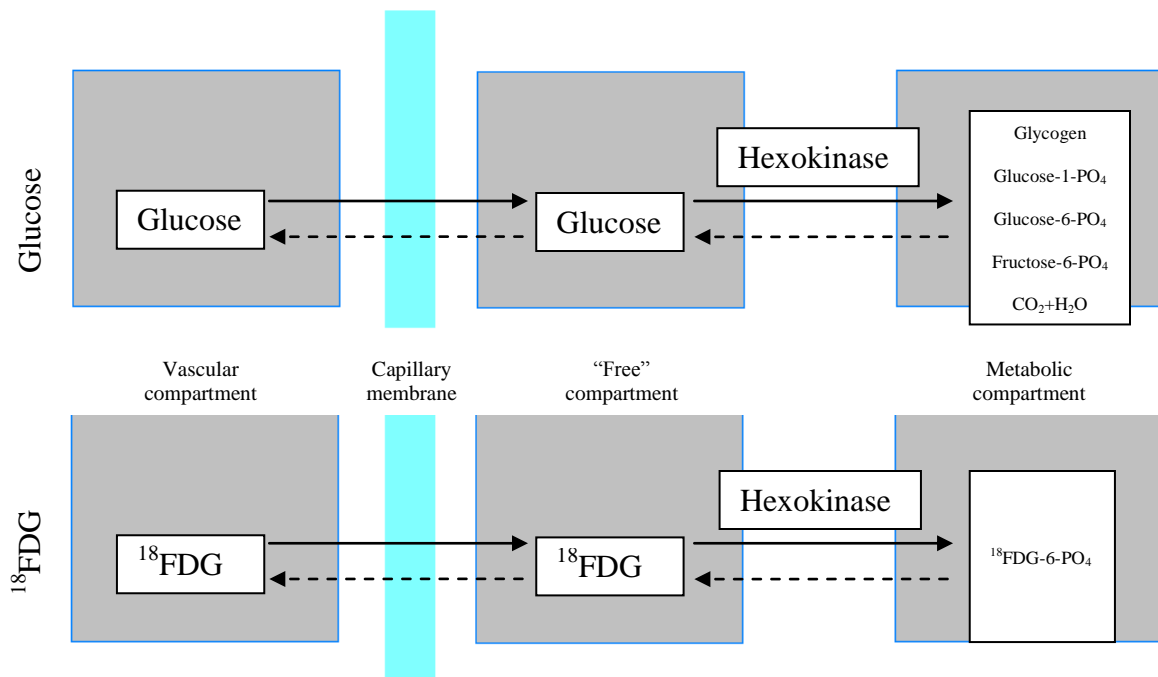 Glucose
Glucose
Glucose
Hexokinase
Glycogen
Glucose-1-PO₄
Glucose-6-PO₄
Fructose-6-PO₄
CO₂+H₂O
Vascular
compartment
Capillary
membrane
“Free”
compartment
Metabolic
compartment
¹⁸FDG
¹⁸FDG
¹⁸FDG
Hexokinase
¹⁸FDG-6-PO₄